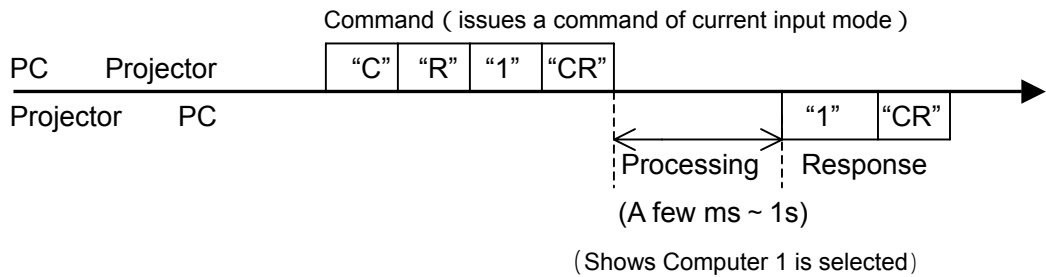 Command（issues a command of current input mode）
PC Projector “C” “R” “1” “CR”
Projector PC “1” “CR”
Processing Response
(A few ms ~ 1s)
（Shows Computer 1 is selected）